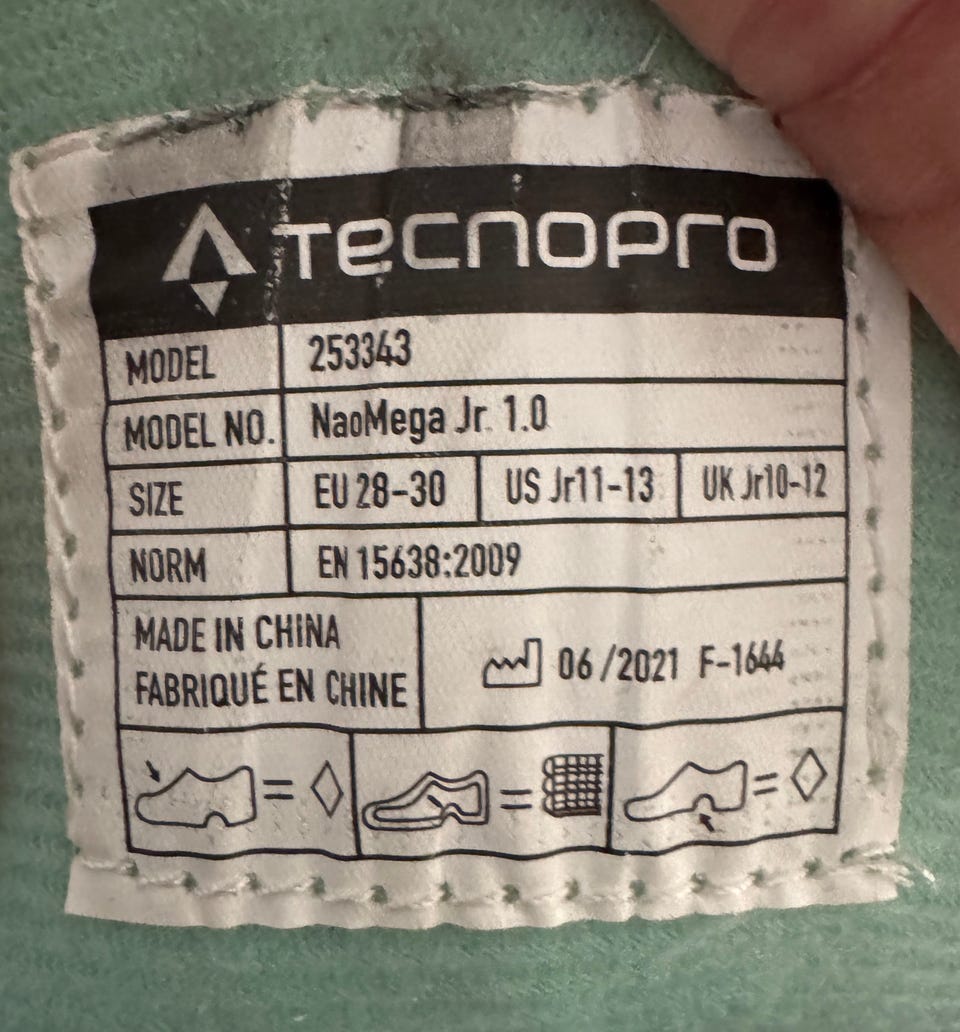 TECNOPRO
MODEL 253343
MODEL NO. NaoMega Jr. 1.0
SIZE EU 28-30 US Jr11-13 UK Jr10-12
NORM EN 15638:2009
MADE IN CHINA
FABRIQUÉ EN CHINE
06/2021 F-1644
= = =